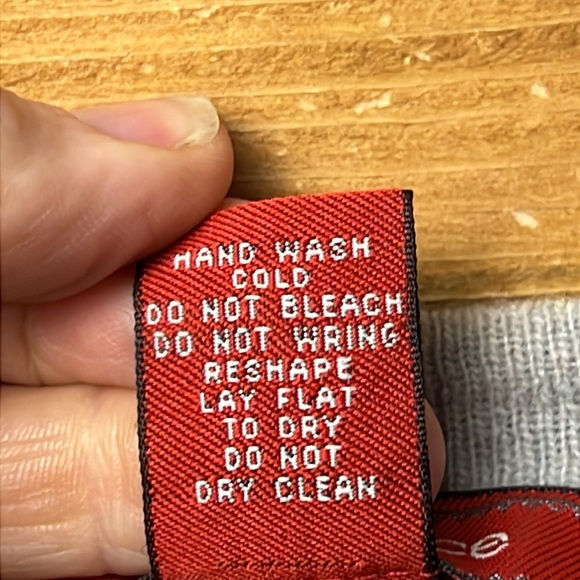 HAND WASH
COLD
DO NOT BLEACH
DO NOT WRING
RESHAPE
LAY FLAT
TO DRY
DO NOT
DRY CLEAN